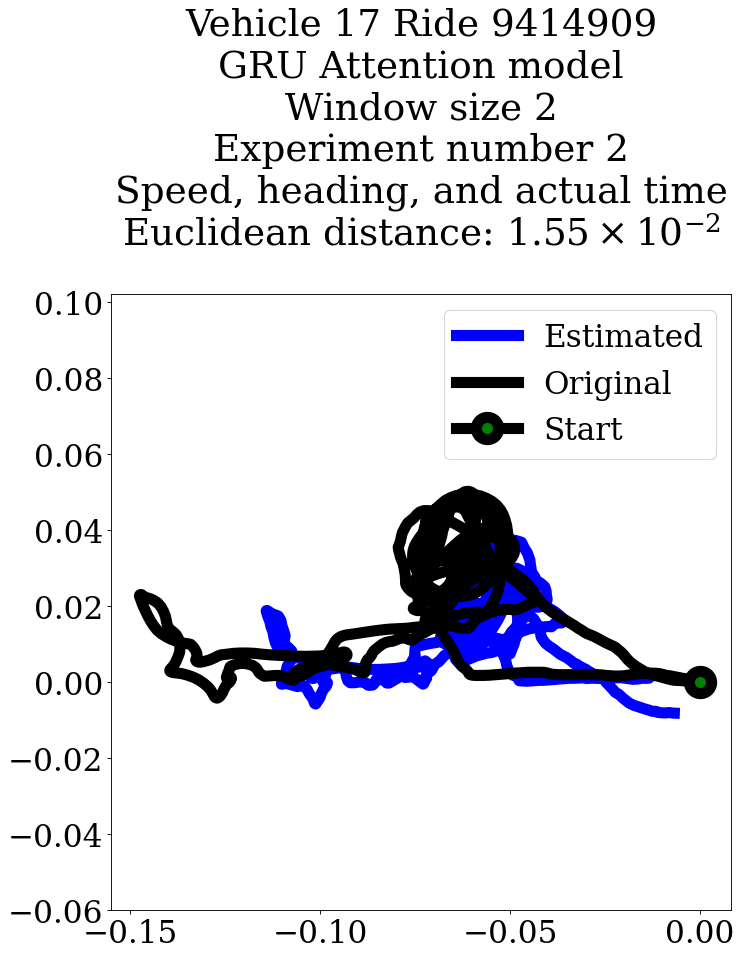 Vehicle 17 Ride 9414909
GRU Attention model
Window size 2
Experiment number 2
Speed, heading, and actual time
Euclidean distance: 1.55 × 10⁻²
Estimated
Original
Start
0.10
0.08
0.06
0.04
0.02
0.00
−0.02
−0.04
−0.06
−0.15 −0.10 −0.05 0.00